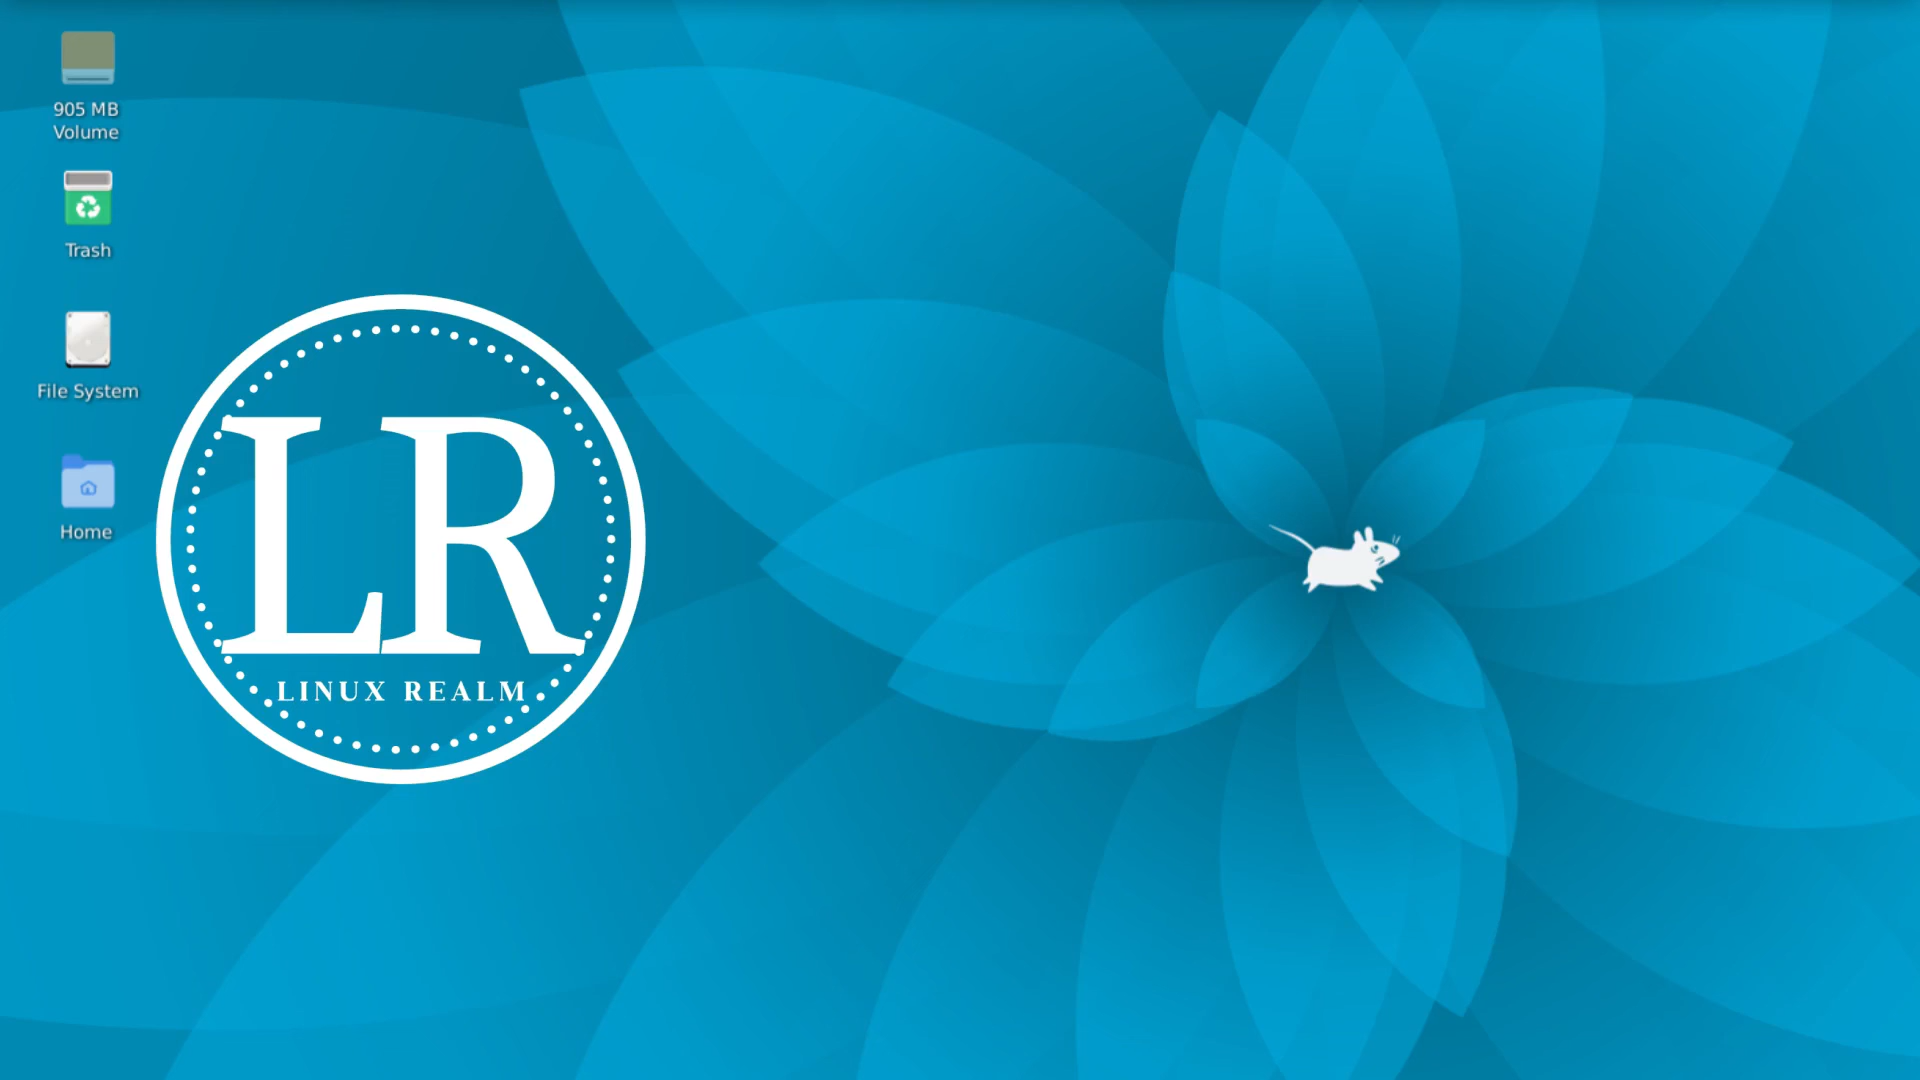 905 MB
Volume
Trash
File System
Home
LR
LINUX REALM